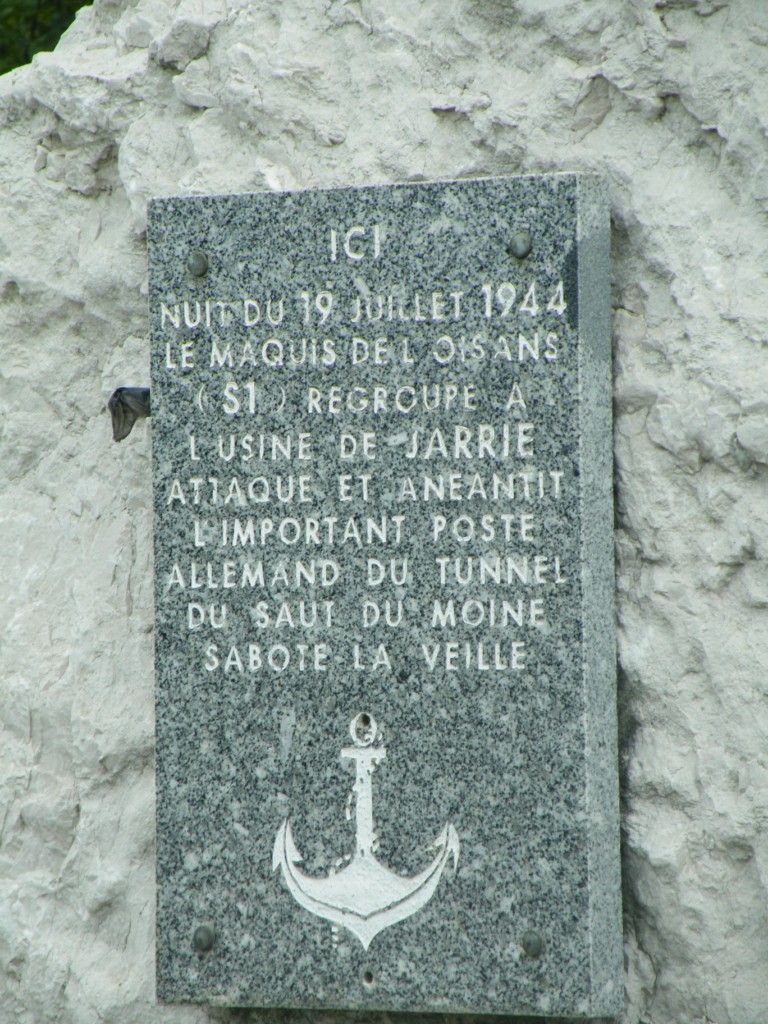 ICI
NUIT DU 19 JUILLET 1944
LE MAQUIS DE L OISANS
( S1 ) REGROUPE A
L USINE DE JARRIE
ATTAQUE ET ANEANTIT
L'IMPORTANT POSTE
ALLEMAND DU TUNNEL
DU SAUT DU MOINE
SABOTE LA VEILLE